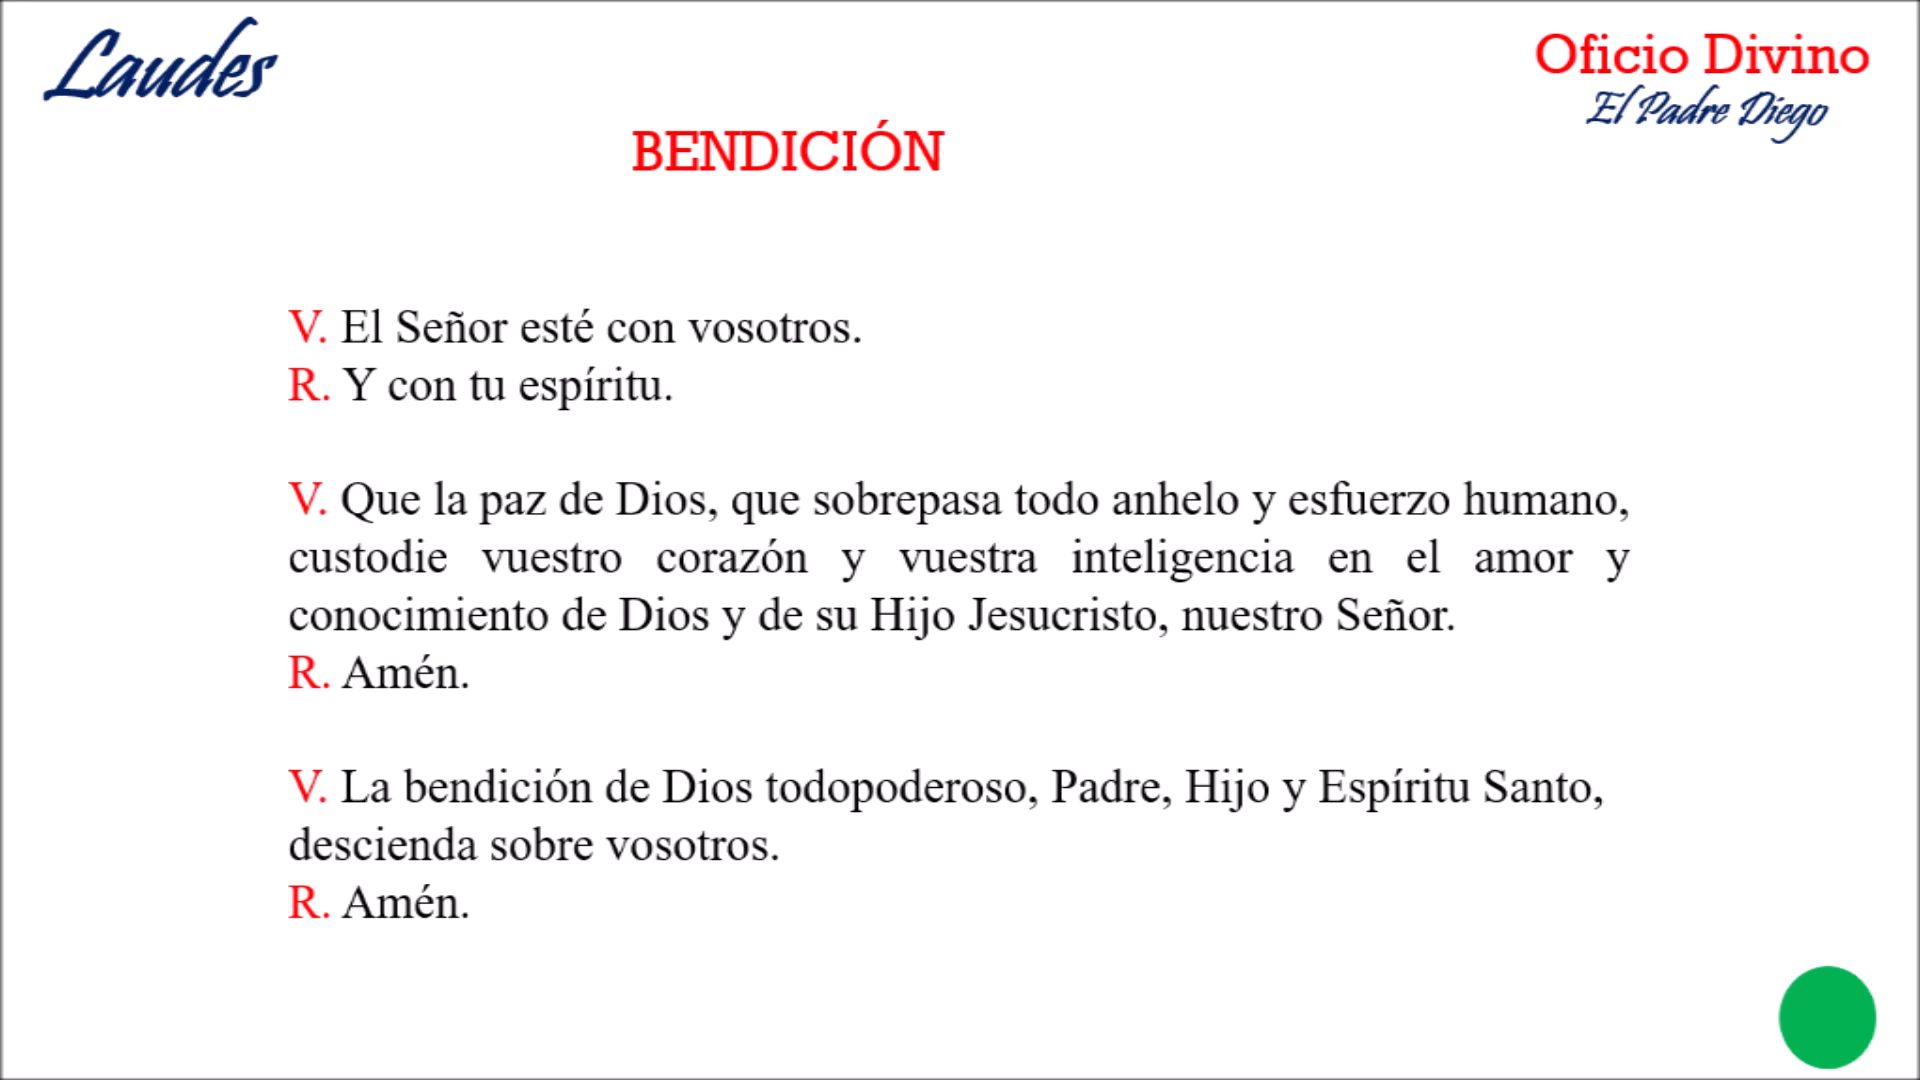 Laudes
Oficio Divino
El Padre Diego
BENDICIÓN
V. El Señor esté con vosotros.
R. Y con tu espíritu.
V. Que la paz de Dios, que sobrepasa todo anhelo y esfuerzo humano,
custodie vuestro corazón y vuestra inteligencia en el amor y
conocimiento de Dios y de su Hijo Jesucristo, nuestro Señor.
R. Amén.
V. La bendición de Dios todopoderoso, Padre, Hijo y Espíritu Santo,
descienda sobre vosotros.
R. Amén.